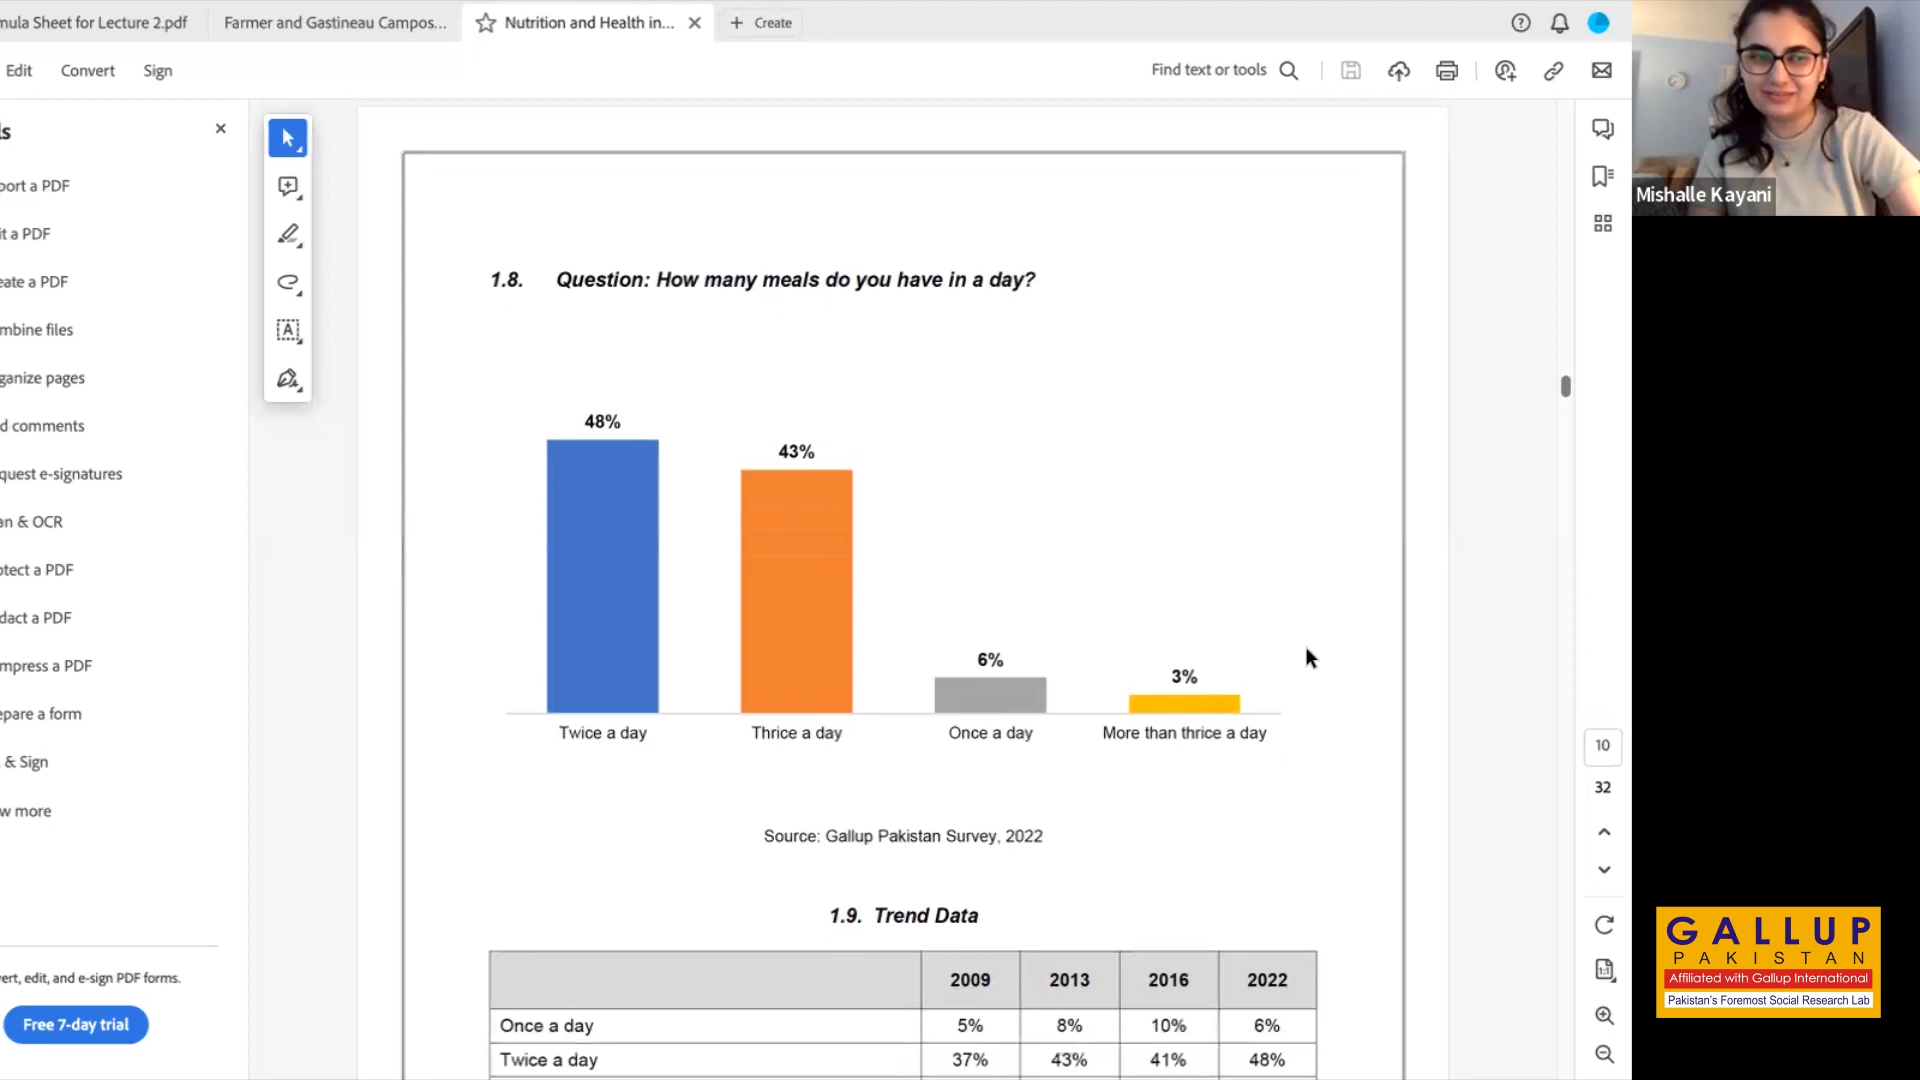 mula Sheet for Lecture 2.pdf
Farmer and Gastineau Campos...
Nutrition and Health in...
Create
Edit
Convert
Sign
Find text or tools
ls
port a PDF
it a PDF
eate a PDF
mbine files
ganize pages
d comments
quest e-signatures
an & OCR
otect a PDF
dact a PDF
mpress a PDF
epare a form
& Sign
w more
vert, edit, and e-sign PDF forms.
Free 7-day trial
1.8. Question: How many meals do you have in a day?
48%
43%
6%
3%
Twice a day Thrice a day Once a day More than thrice a day
Source: Gallup Pakistan Survey, 2022
1.9. Trend Data
2009 2013 2016 2022
Once a day 5% 8% 10% 6%
Twice a day 37% 43% 41% 48%
10
32
1:1
Mishalle Kayani
GALLUP
PAKISTAN
Affiliated with Gallup International
Pakistan's Foremost Social Research Lab